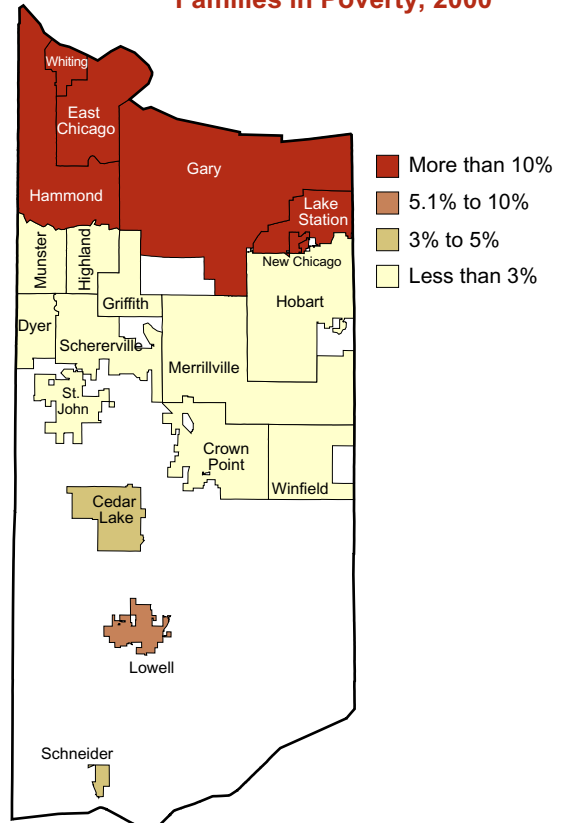 Families in Poverty, 2000
Whiting
East
Chicago
Gary
Hammond
Lake
Station
More than 10%
5.1% to 10%
3% to 5%
Less than 3%
Munster
Highland
New Chicago
Griffith
Hobart
Dyer
Schererville
Merrillville
St.
John
Crown
Point
Winfield
Cedar
Lake
Lowell
Schneider